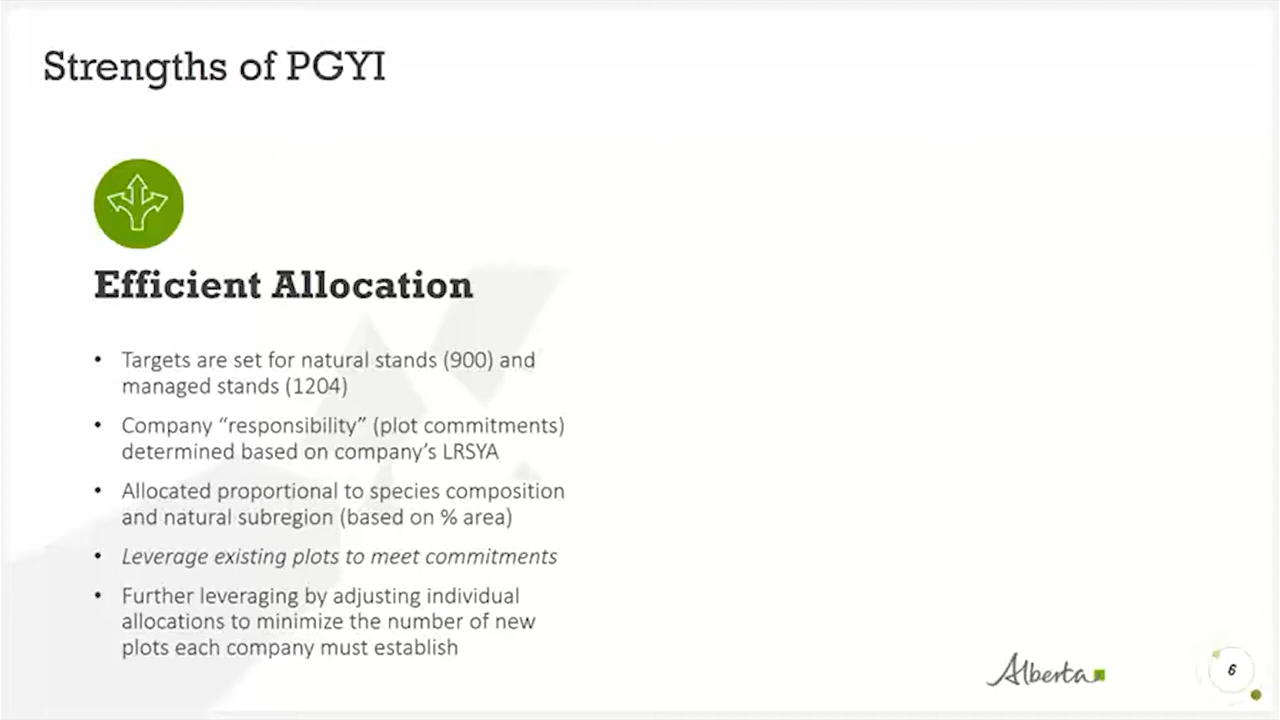 Strengths of PGYI
Efficient Allocation
• Targets are set for natural stands (900) and
managed stands (1204)
• Company “responsibility” (plot commitments)
determined based on company’s LRSYA
• Allocated proportional to species composition
and natural subregion (based on % area)
• Leverage existing plots to meet commitments
• Further leveraging by adjusting individual
allocations to minimize the number of new
plots each company must establish
Alberta
6